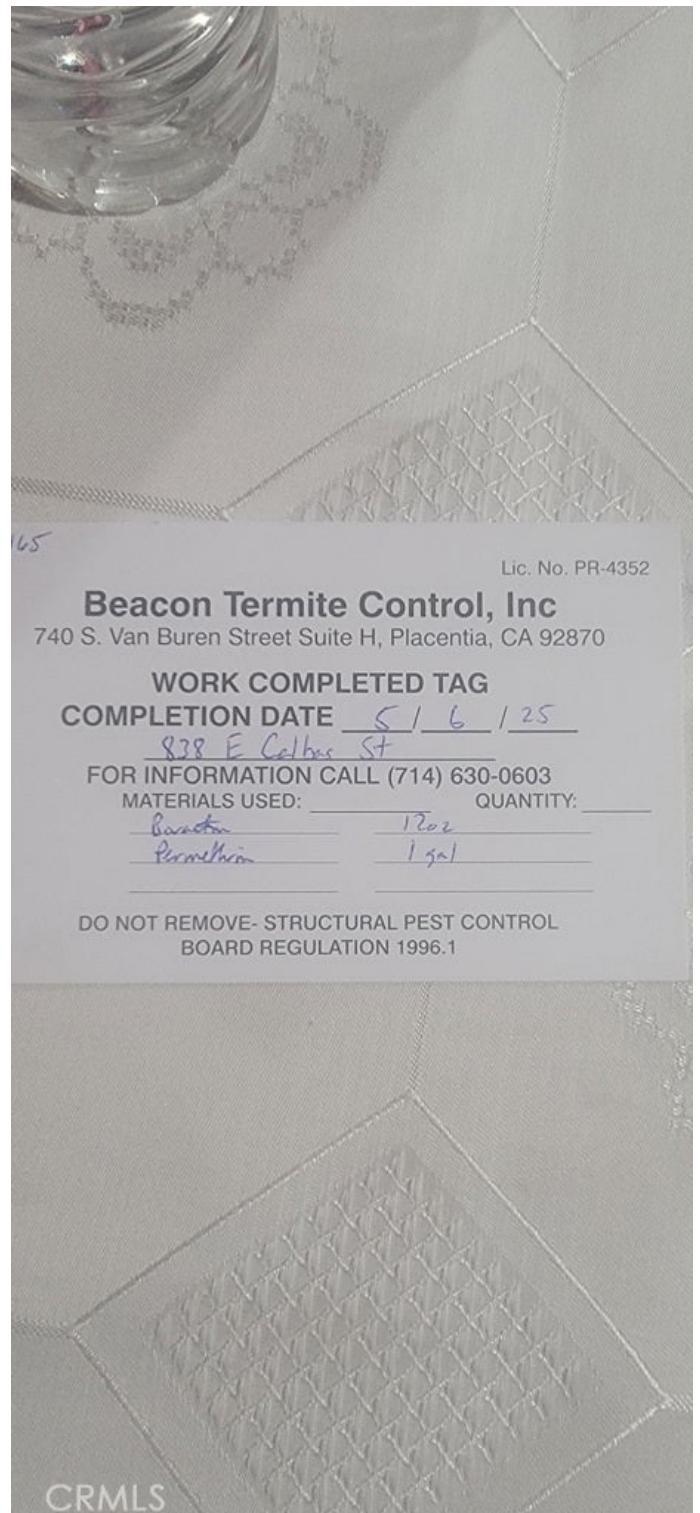 165
Lic. No. PR-4352
Beacon Termite Control, Inc
740 S. Van Buren Street Suite H, Placentia, CA 92870
WORK COMPLETED TAG
COMPLETION DATE 5 / 6 / 25
838 E St
FOR INFORMATION CALL (714) 630-0603
MATERIALS USED: QUANTITY:
12oz
Permethrin 1 gal
DO NOT REMOVE- STRUCTURAL PEST CONTROL
BOARD REGULATION 1996.1
CRMLS